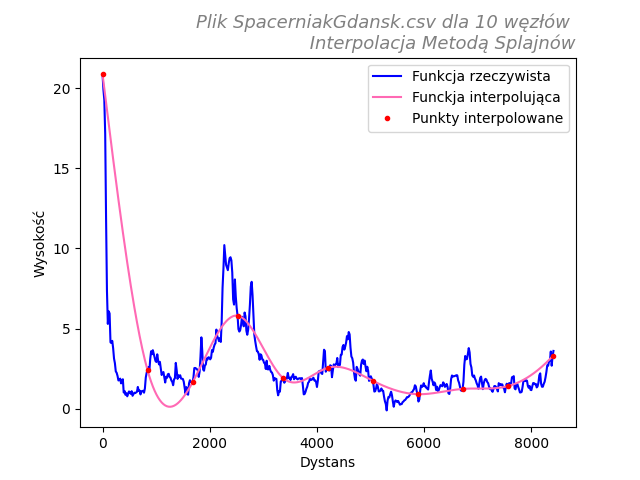 Plik SpacerniakGdansk.csv dla 10 węzłów
Interpolacja Metodą Splajnów
Funkcja rzeczywista
Funckja interpolująca
Punkty interpolowane
Wysokość
20
15
10
5
0
0 2000 4000 6000 8000
Dystans